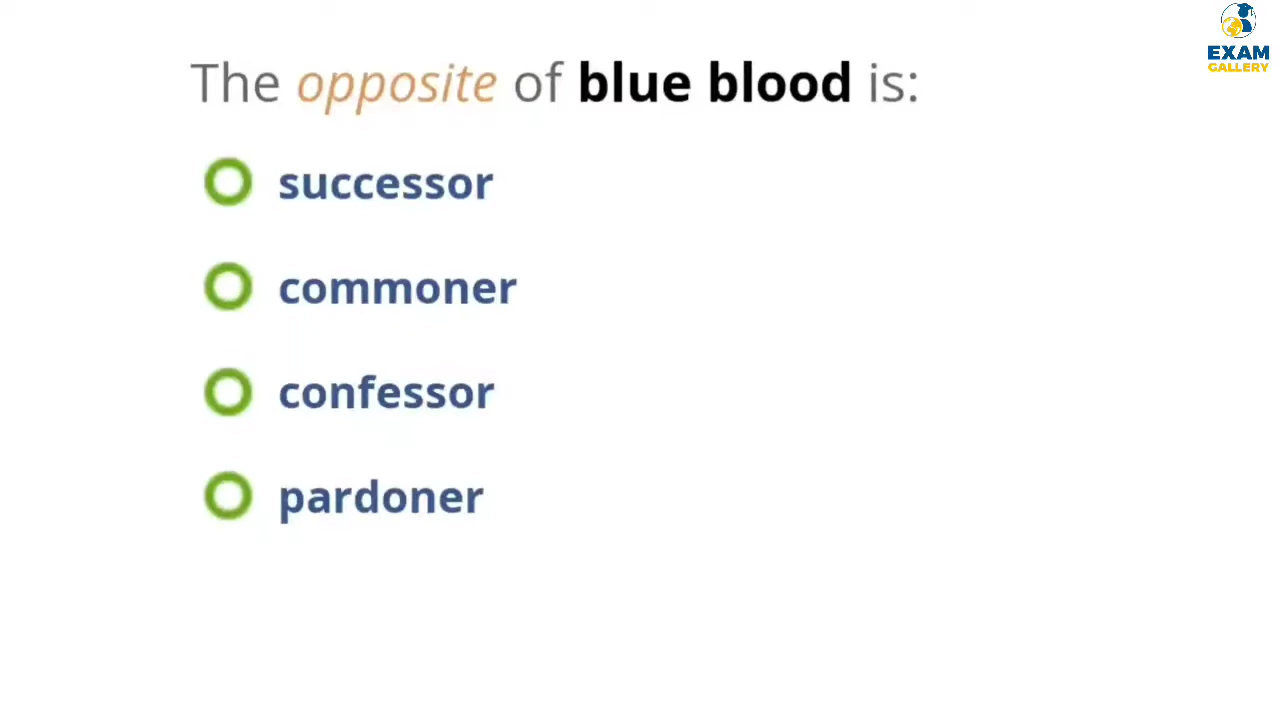 The opposite of blue blood is:
successor
commoner
confessor
pardoner
EXAM
GALLERY